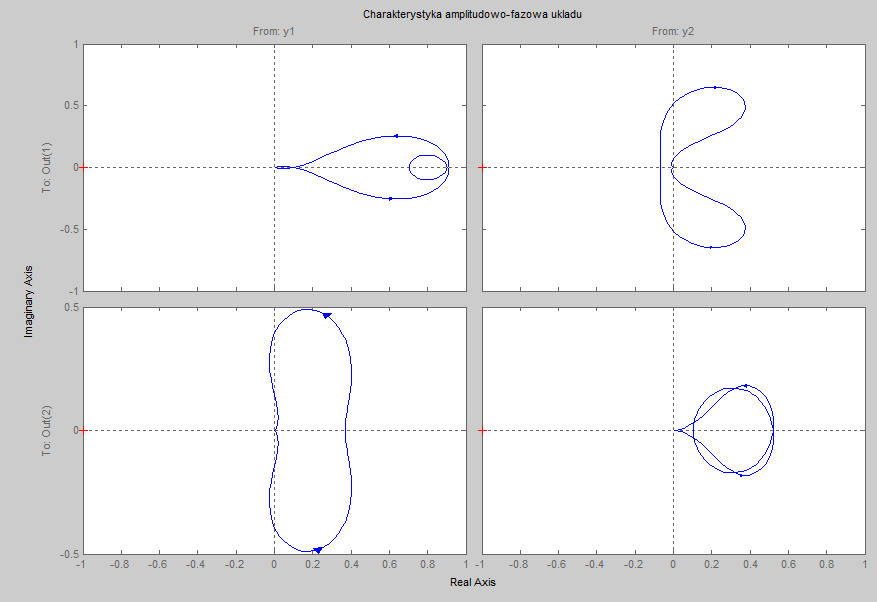 Charakterystyka amplitudowo-fazowa ukladu
From: y1
From: y2
To: Out(1)
1
0.5
0
-0.5
-1
Imaginary Axis
To: Out(2)
0.5
0
-0.5
-1 -0.8 -0.6 -0.4 -0.2 0 0.2 0.4 0.6 0.8 1
-1 -0.8 -0.6 -0.4 -0.2 0 0.2 0.4 0.6 0.8 1
Real Axis